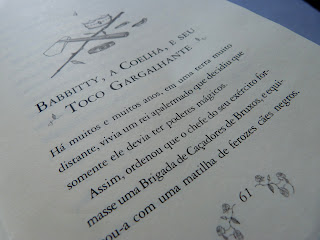 BABBITTY, A COELHA, E SEU
TOCO GARGALHANTE
Há muitos e muitos anos, em uma terra muito
distante, vivia um rei apalermado que decidiu que
somente ele devia ter poderes mágicos.
Assim, ordenou que o chefe do seu exército for-
masse uma Brigada de Caçadores de Bruxos, e equi-
pou-a com uma matilha de ferozes cães negros.
61